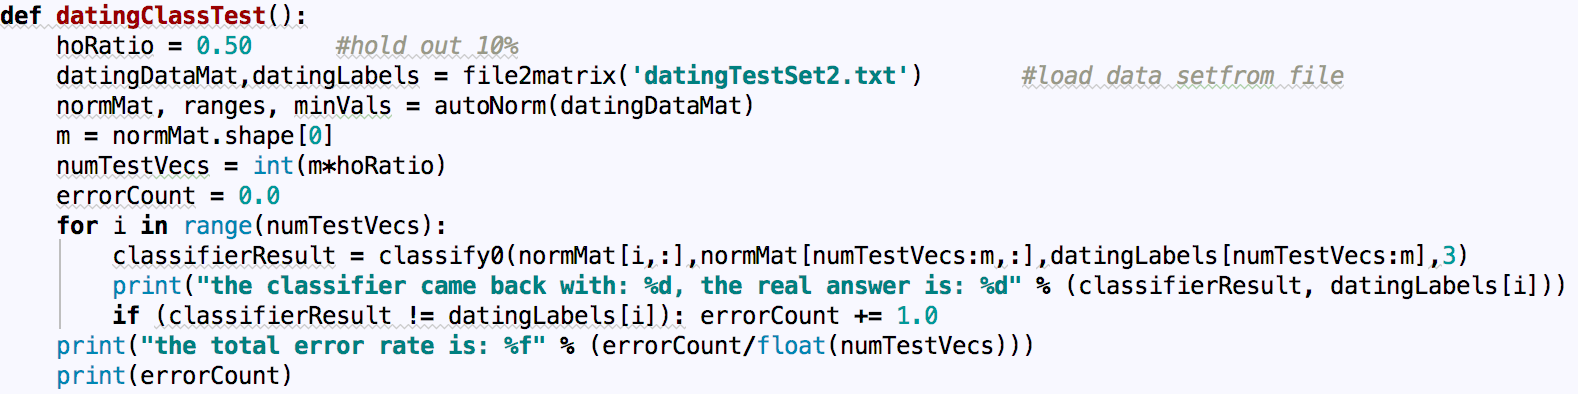 def datingClassTest():
    hoRatio = 0.50      #hold out 10%
    datingDataMat,datingLabels = file2matrix('datingTestSet2.txt')       #load data setfrom file
    normMat, ranges, minVals = autoNorm(datingDataMat)
    m = normMat.shape[0]
    numTestVecs = int(m*hoRatio)
    errorCount = 0.0
    for i in range(numTestVecs):
        classifierResult = classify0(normMat[i,:],normMat[numTestVecs:m,:],datingLabels[numTestVecs:m],3)
        print("the classifier came back with: %d, the real answer is: %d" % (classifierResult, datingLabels[i]))
        if (classifierResult != datingLabels[i]): errorCount += 1.0
    print("the total error rate is: %f" % (errorCount/float(numTestVecs)))
    print(errorCount)